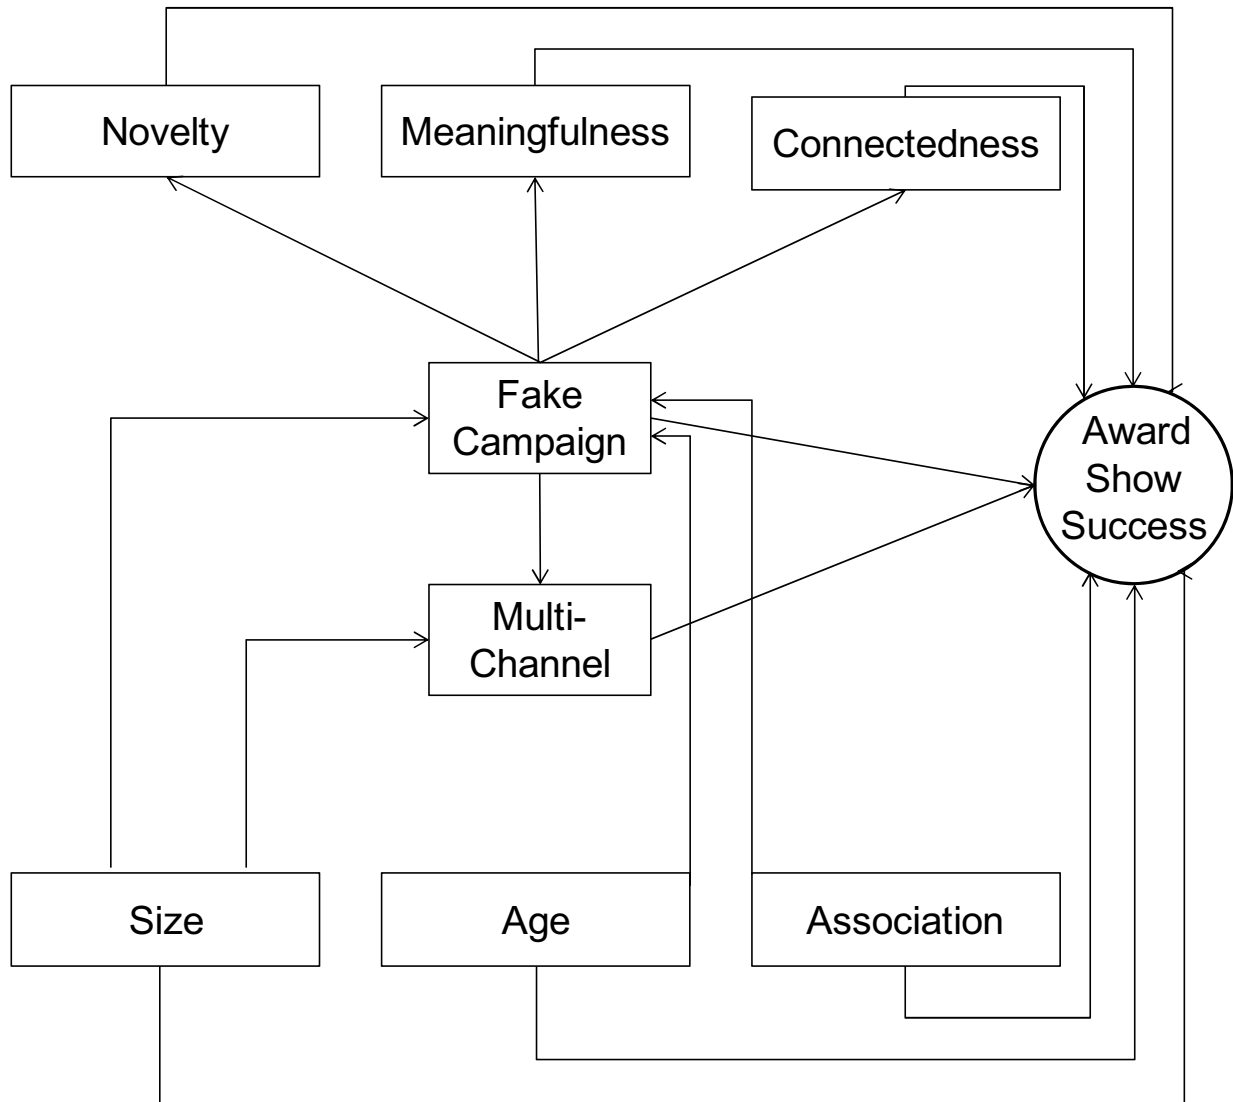 Novelty
Meaningfulness
Connectedness
Fake
Campaign
Award
Show
Success
Multi-
Channel
Size
Age
Association